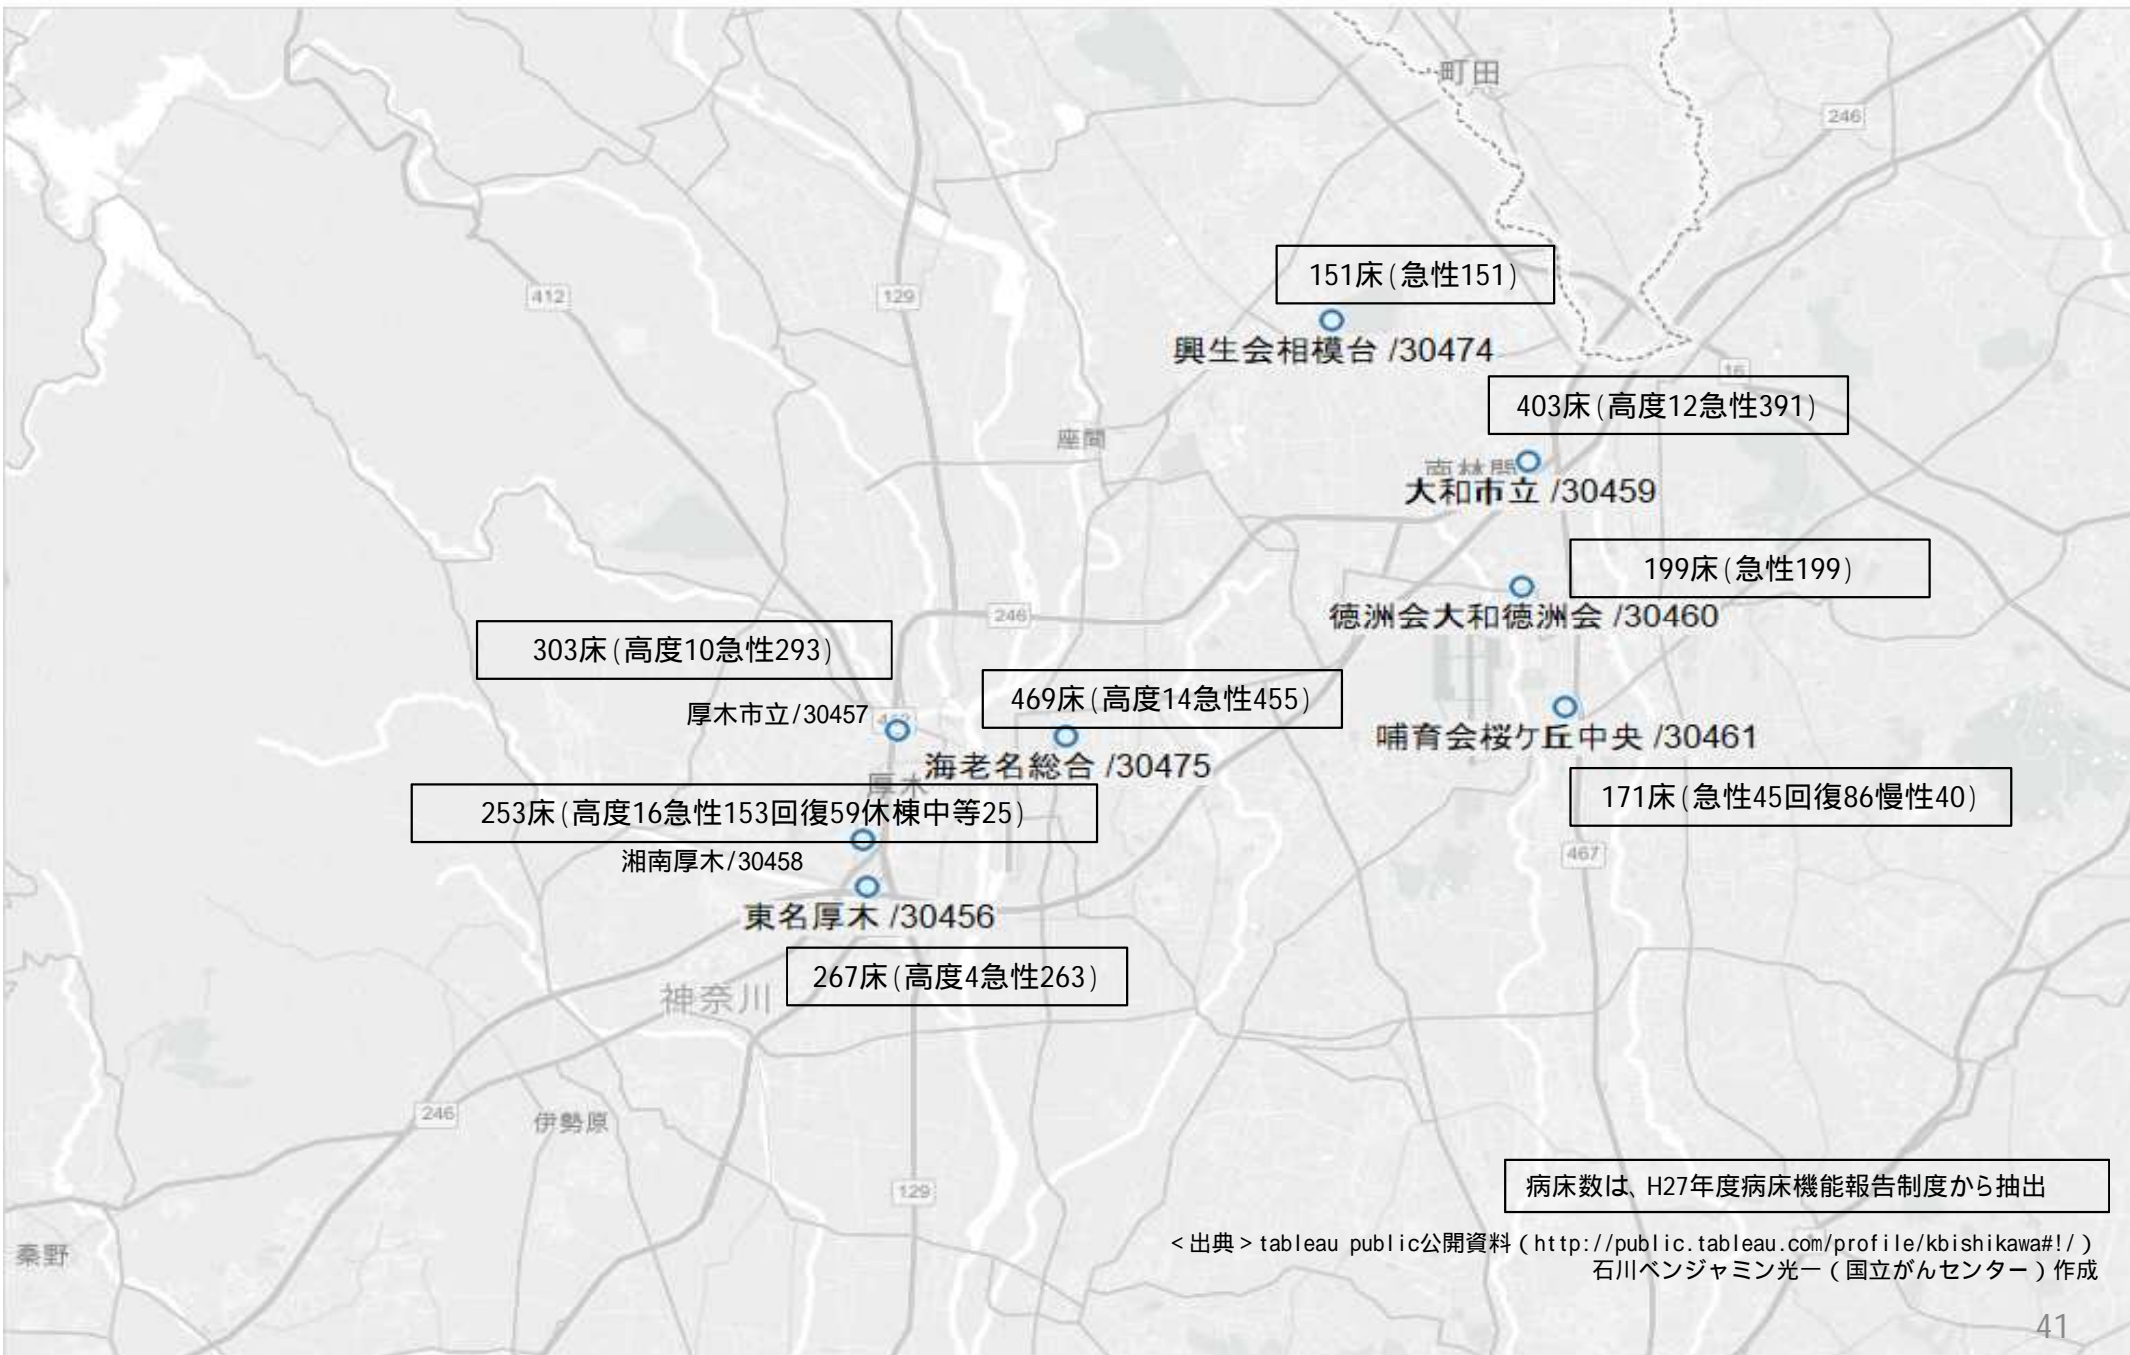 町田
246
151床(急性151)
412
129
興生会相模台 /30474
16
403床(高度12急性391)
座間
南林間
大和市立 /30459
199床(急性199)
徳洲会大和徳洲会 /30460
246
303床(高度10急性293)
469床(高度14急性455)
厚木市立/30457
哺育会桜ケ丘中央 /30461
海老名総合 /30475
厚木
171床(急性45回復86慢性40)
253床(高度16急性153回復59休棟中等25)
湘南厚木/30458
467
東名厚木 /30456
267床(高度4急性263)
神奈川
246
伊勢原
129
病床数は、H27年度病床機能報告制度から抽出
秦野
<出典> tableau public公開資料（http://public.tableau.com/profile/kbishikawa#!/）
石川ベンジャミン光一（国立がんセンター）作成
41